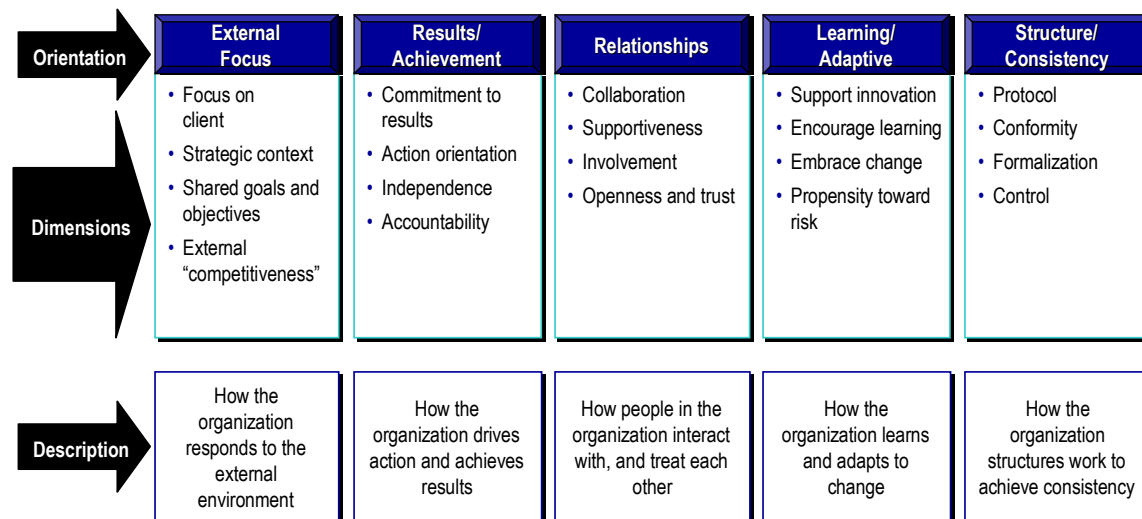 Orientation
External
Focus
Results/
Achievement
Relationships
Learning/
Adaptive
Structure/
Consistency
Dimensions
• Focus on
client
• Strategic context
• Shared goals and
objectives
• External
“competitiveness”
• Commitment to
results
• Action orientation
• Independence
• Accountability
• Collaboration
• Supportiveness
• Involvement
• Openness and trust
• Support innovation
• Encourage learning
• Embrace change
• Propensity toward
risk
• Protocol
• Conformity
• Formalization
• Control
Description
How the
organization
responds to the
external
environment
How the
organization drives
action and achieves
results
How people in the
organization interact
with, and treat each
other
How the
organization learns
and adapts to
change
How the
organization
structures work to
achieve consistency